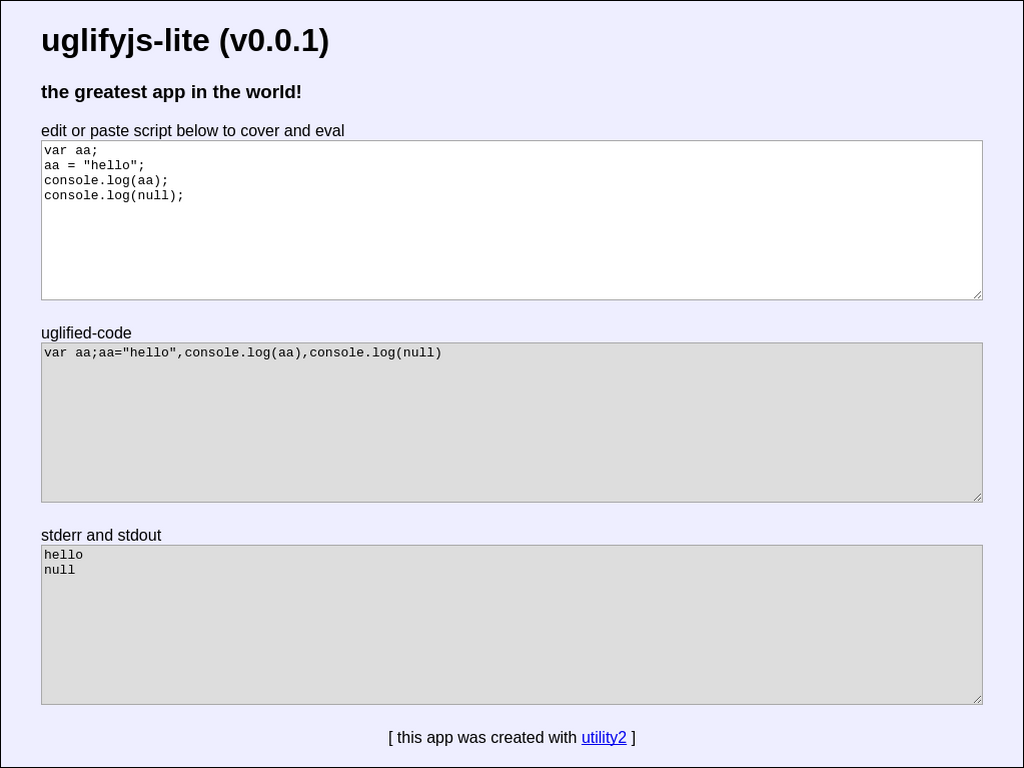 uglifyjs-lite (v0.0.1)
the greatest app in the world!
edit or paste script below to cover and eval
var aa;
aa = "hello";
console.log(aa);
console.log(null);
uglified-code
var aa;aa="hello",console.log(aa),console.log(null)
stderr and stdout
hello
null
[ this app was created with utility2 ]